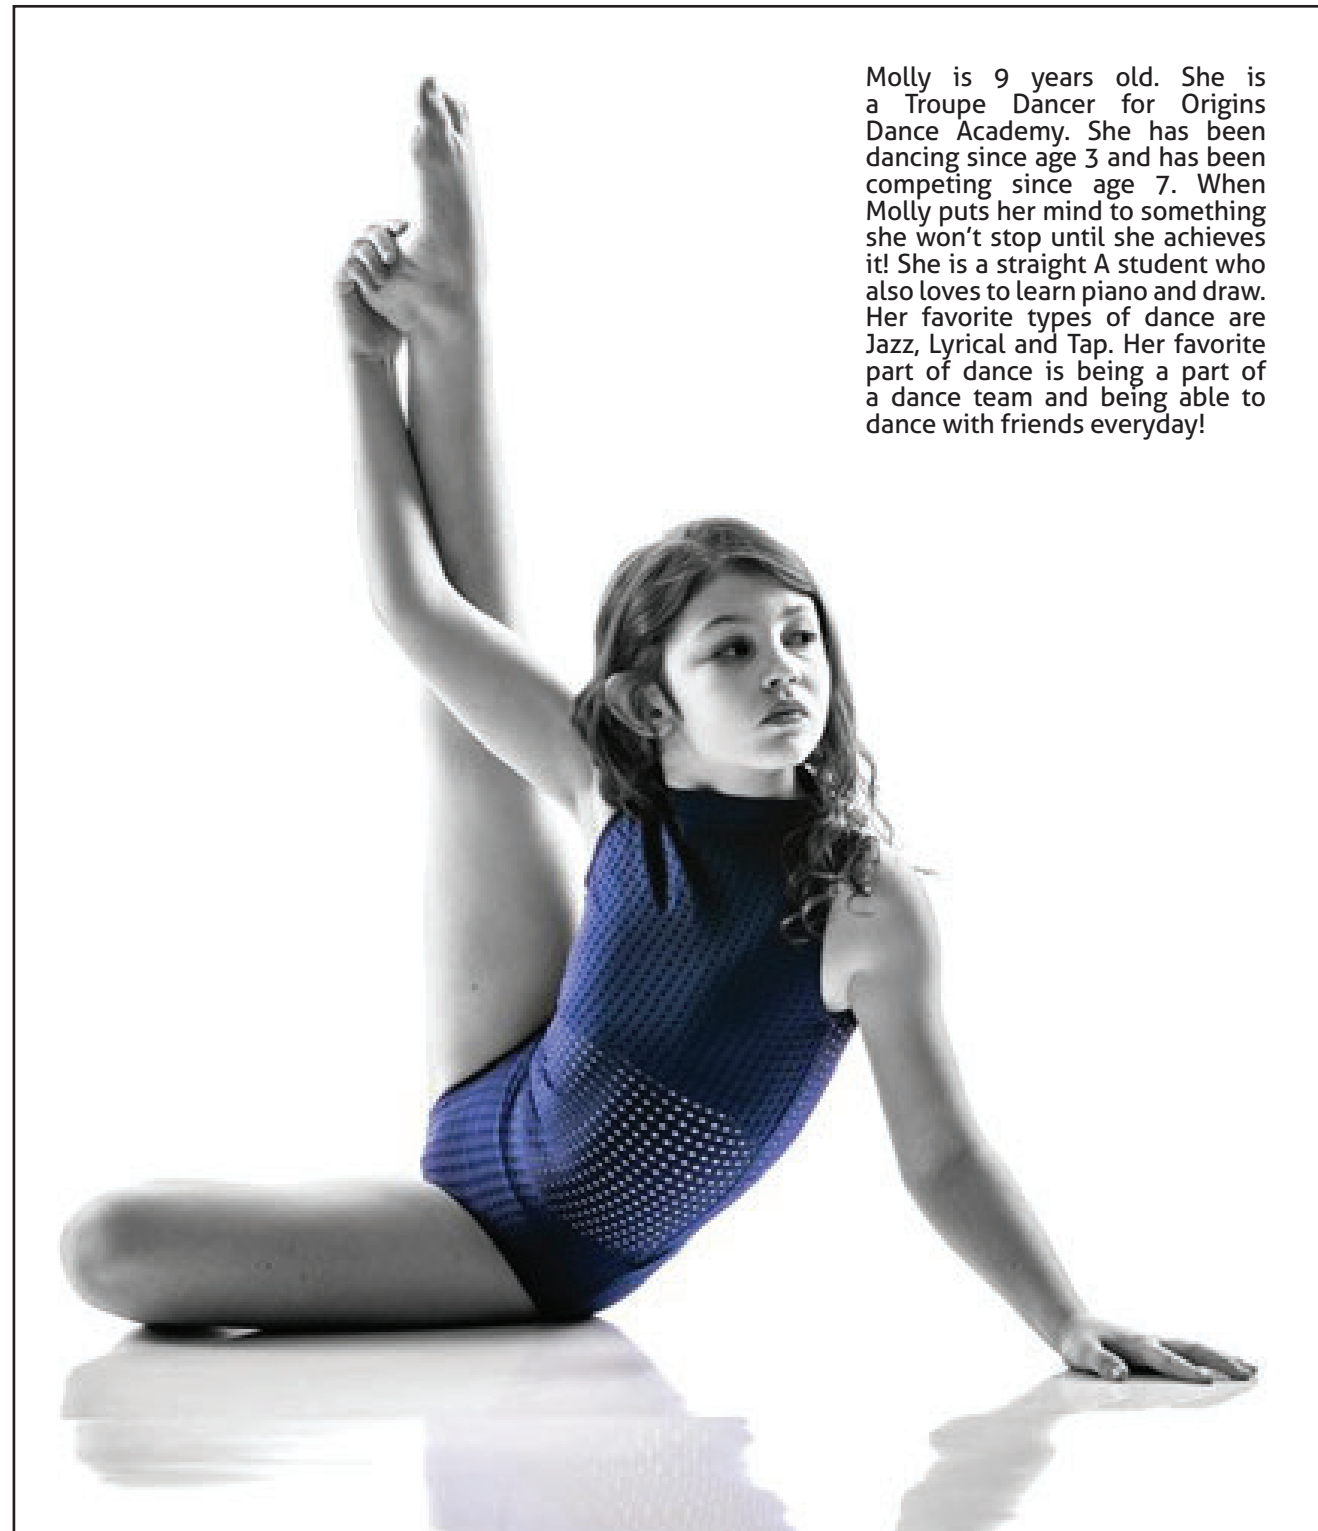 Molly is 9 years old. She is
a Troupe Dancer for Origins
Dance Academy. She has been
dancing since age 3 and has been
competing since age 7. When
Molly puts her mind to something
she won’t stop until she achieves
it! She is a straight A student who
also loves to learn piano and draw.
Her favorite types of dance are
Jazz, Lyrical and Tap. Her favorite
part of dance is being a part of
a dance team and being able to
dance with friends everyday!